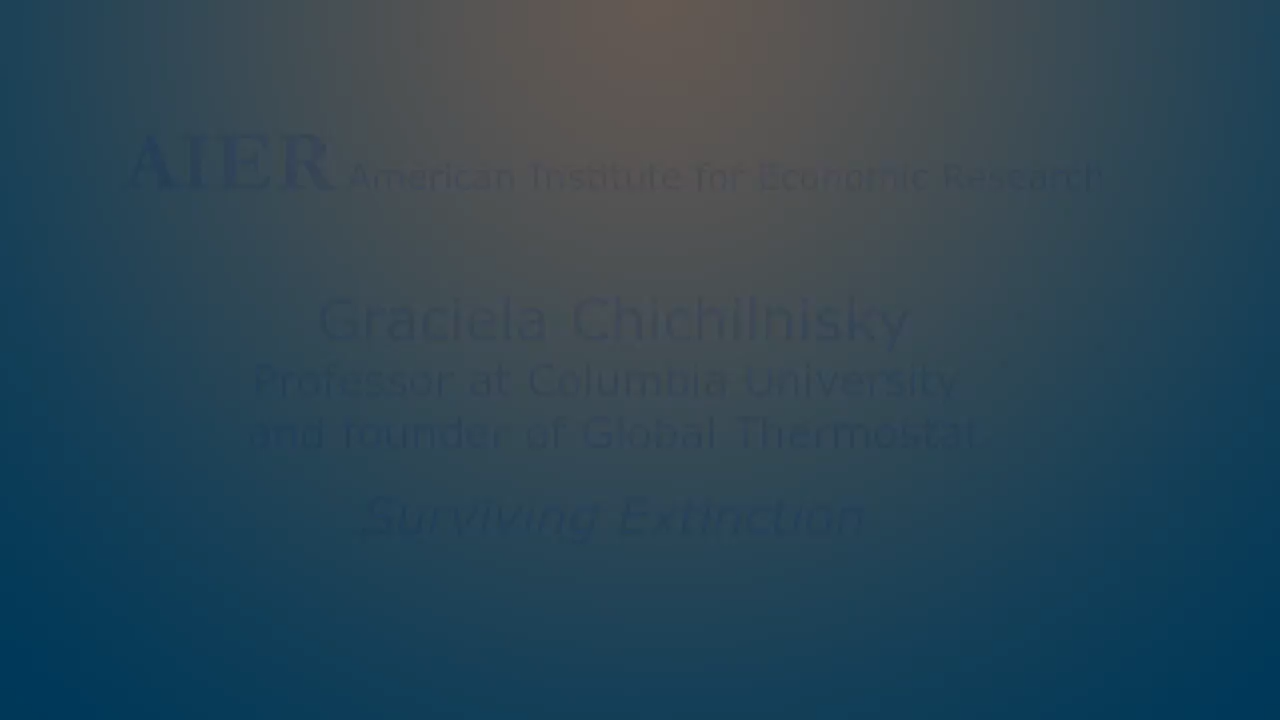 AIER American Institute for Economic Research
Graciela Chichilnisky
Professor at Columbia University
and founder of Global Thermostat
Surviving Extinction